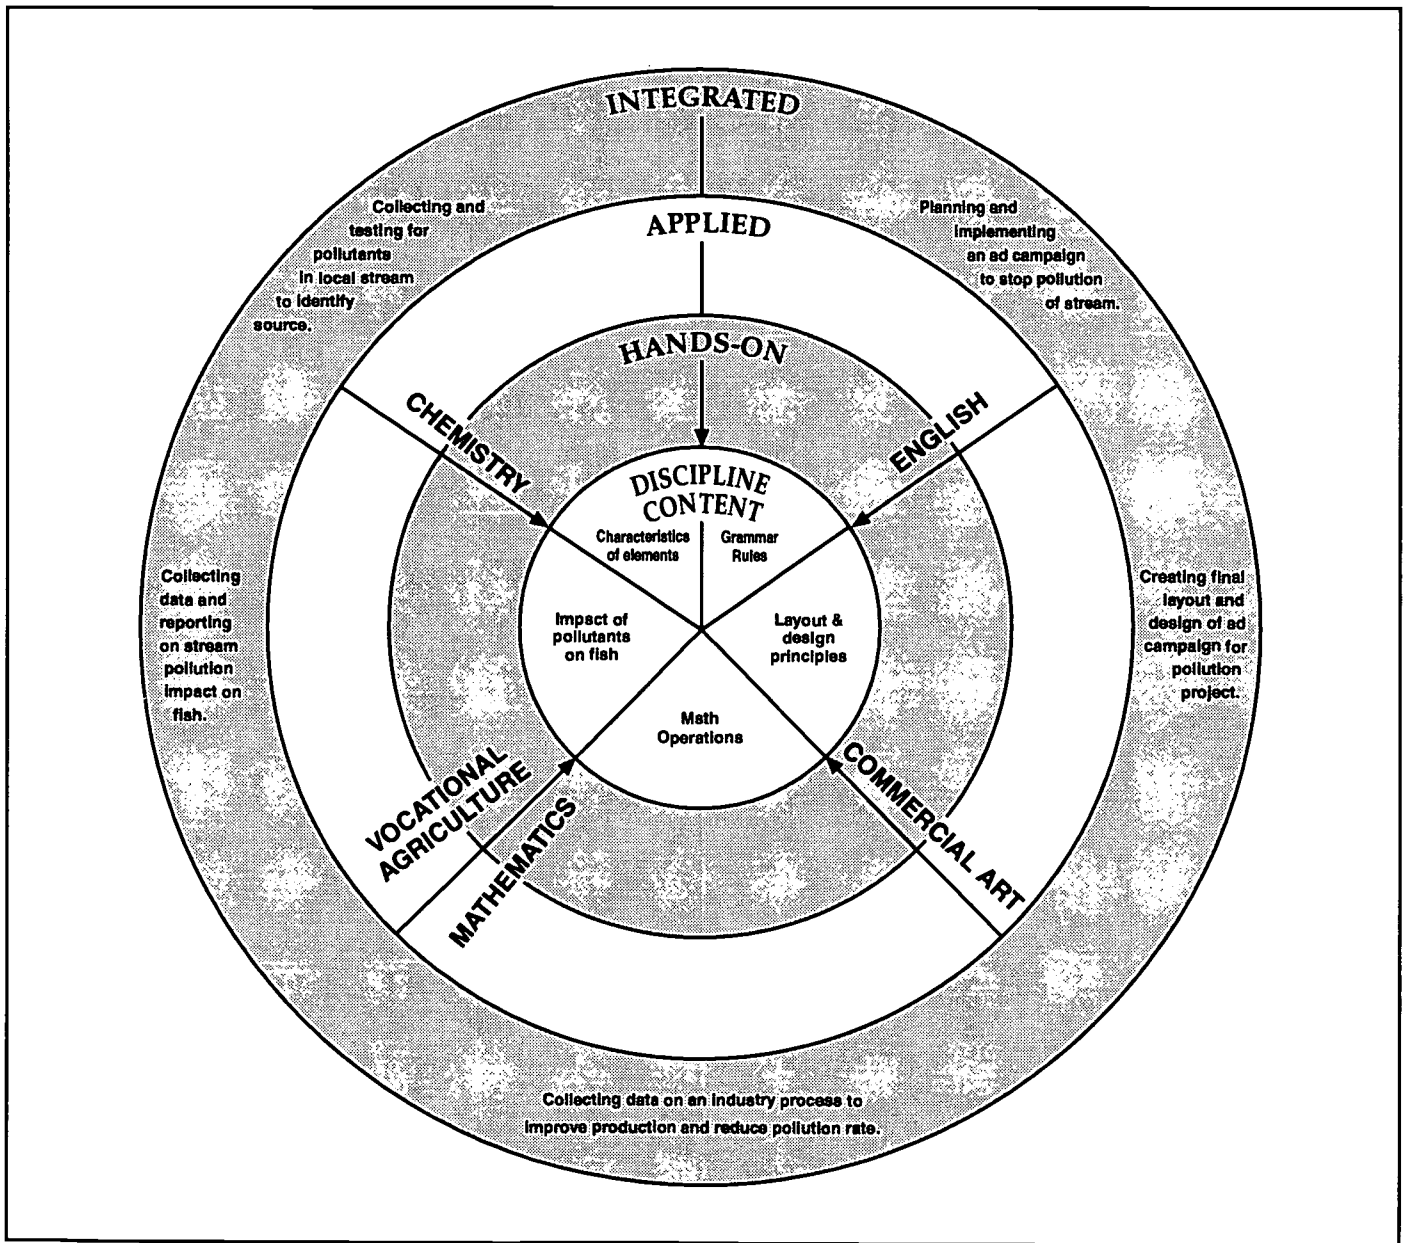 INTEGRATED
Collecting and
testing for
pollutants
in local stream
to identify
source.
Planning and
implementing
an ad campaign
to stop pollution
of stream.
APPLIED
HANDS-ON
CHEMISTRY
ENGLISH
DISCIPLINE
CONTENT
Characteristics
of elements
Grammar
Rules
Impact of
pollutants
on fish
Layout &
design
principles
Math
Operations
Collecting
data and
reporting
on stream
pollution
impact on
fish.
Creating final
layout and
design of ad
campaign for
pollution
project.
VOCATIONAL
AGRICULTURE
MATHEMATICS
COMMERCIAL ART
Collecting data on an industry process to
improve production and reduce pollution rate.